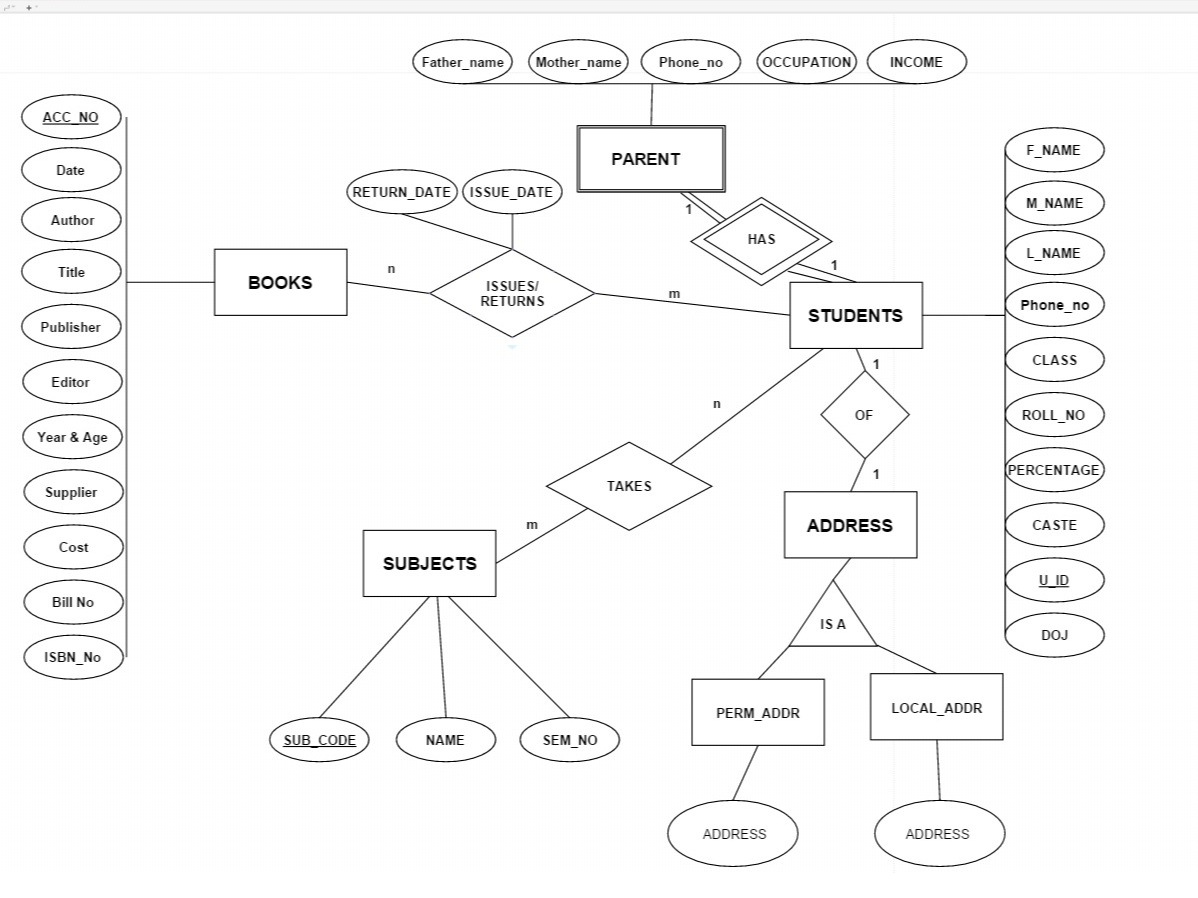 Father_name
Mother_name
Phone_no
OCCUPATION
INCOME
PARENT
ACC_NO
Date
Author
Title
Publisher
Editor
Year & Age
Supplier
Cost
Bill No
ISBN_No
BOOKS
n
RETURN_DATE
ISSUE_DATE
ISSUES/
RETURNS
m
1
HAS
1
STUDENTS
F_NAME
M_NAME
L_NAME
Phone_no
CLASS
ROLL_NO
PERCENTAGE
CASTE
U_ID
DOJ
n
TAKES
m
SUBJECTS
SUB_CODE
NAME
SEM_NO
1
OF
1
ADDRESS
IS A
PERM_ADDR
LOCAL_ADDR
ADDRESS
ADDRESS